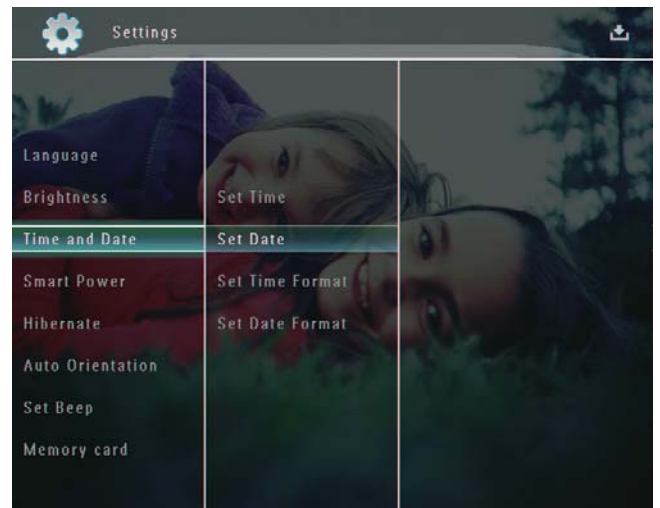 Settings
Language
Brightness
Time and Date
Smart Power
Hibernate
Auto Orientation
Set Beep
Memory card
Set Time
Set Date
Set Time Format
Set Date Format